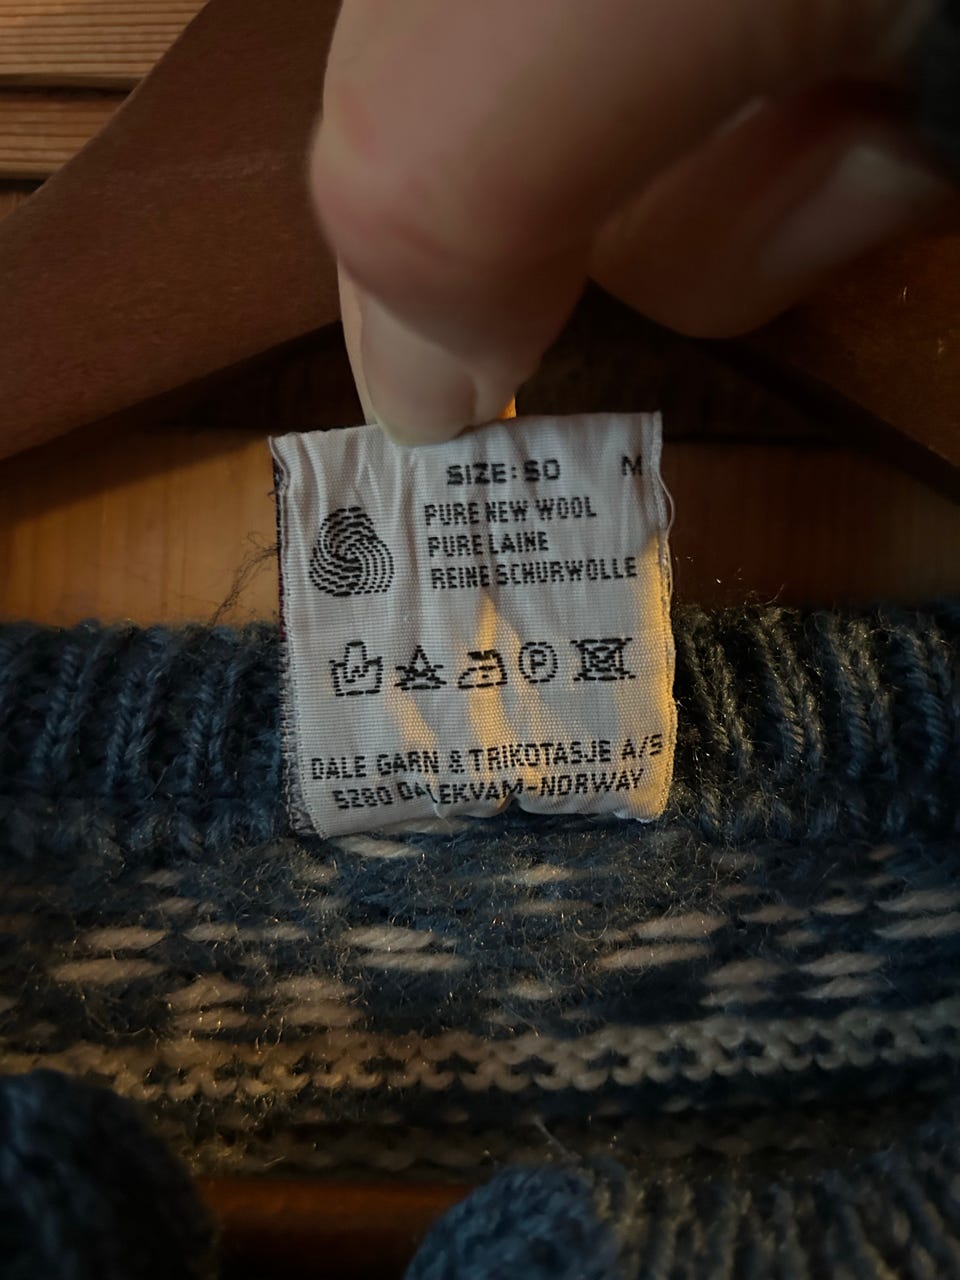 SIZE: 50 M
PURE NEW WOOL
PURE LAINE
REINE SCHURWOLLE
P
DALE GARN & TRIKOTASJE A/S
5280 DALEKVAM-NORWAY